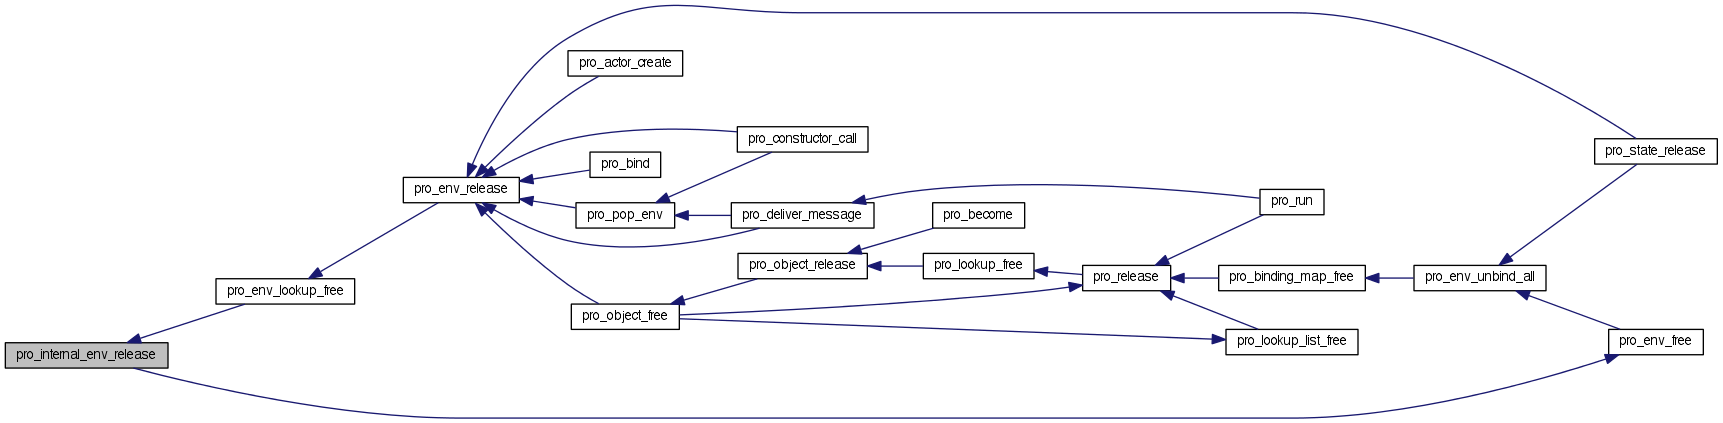 pro_actor_create
pro_constructor_call
pro_state_release
pro_bind
pro_env_release
pro_run
pro_pop_env
pro_deliver_message
pro_become
pro_object_release
pro_lookup_free
pro_release
pro_binding_map_free
pro_env_unbind_all
pro_env_lookup_free
pro_object_free
pro_lookup_list_free
pro_env_free
pro_internal_env_release